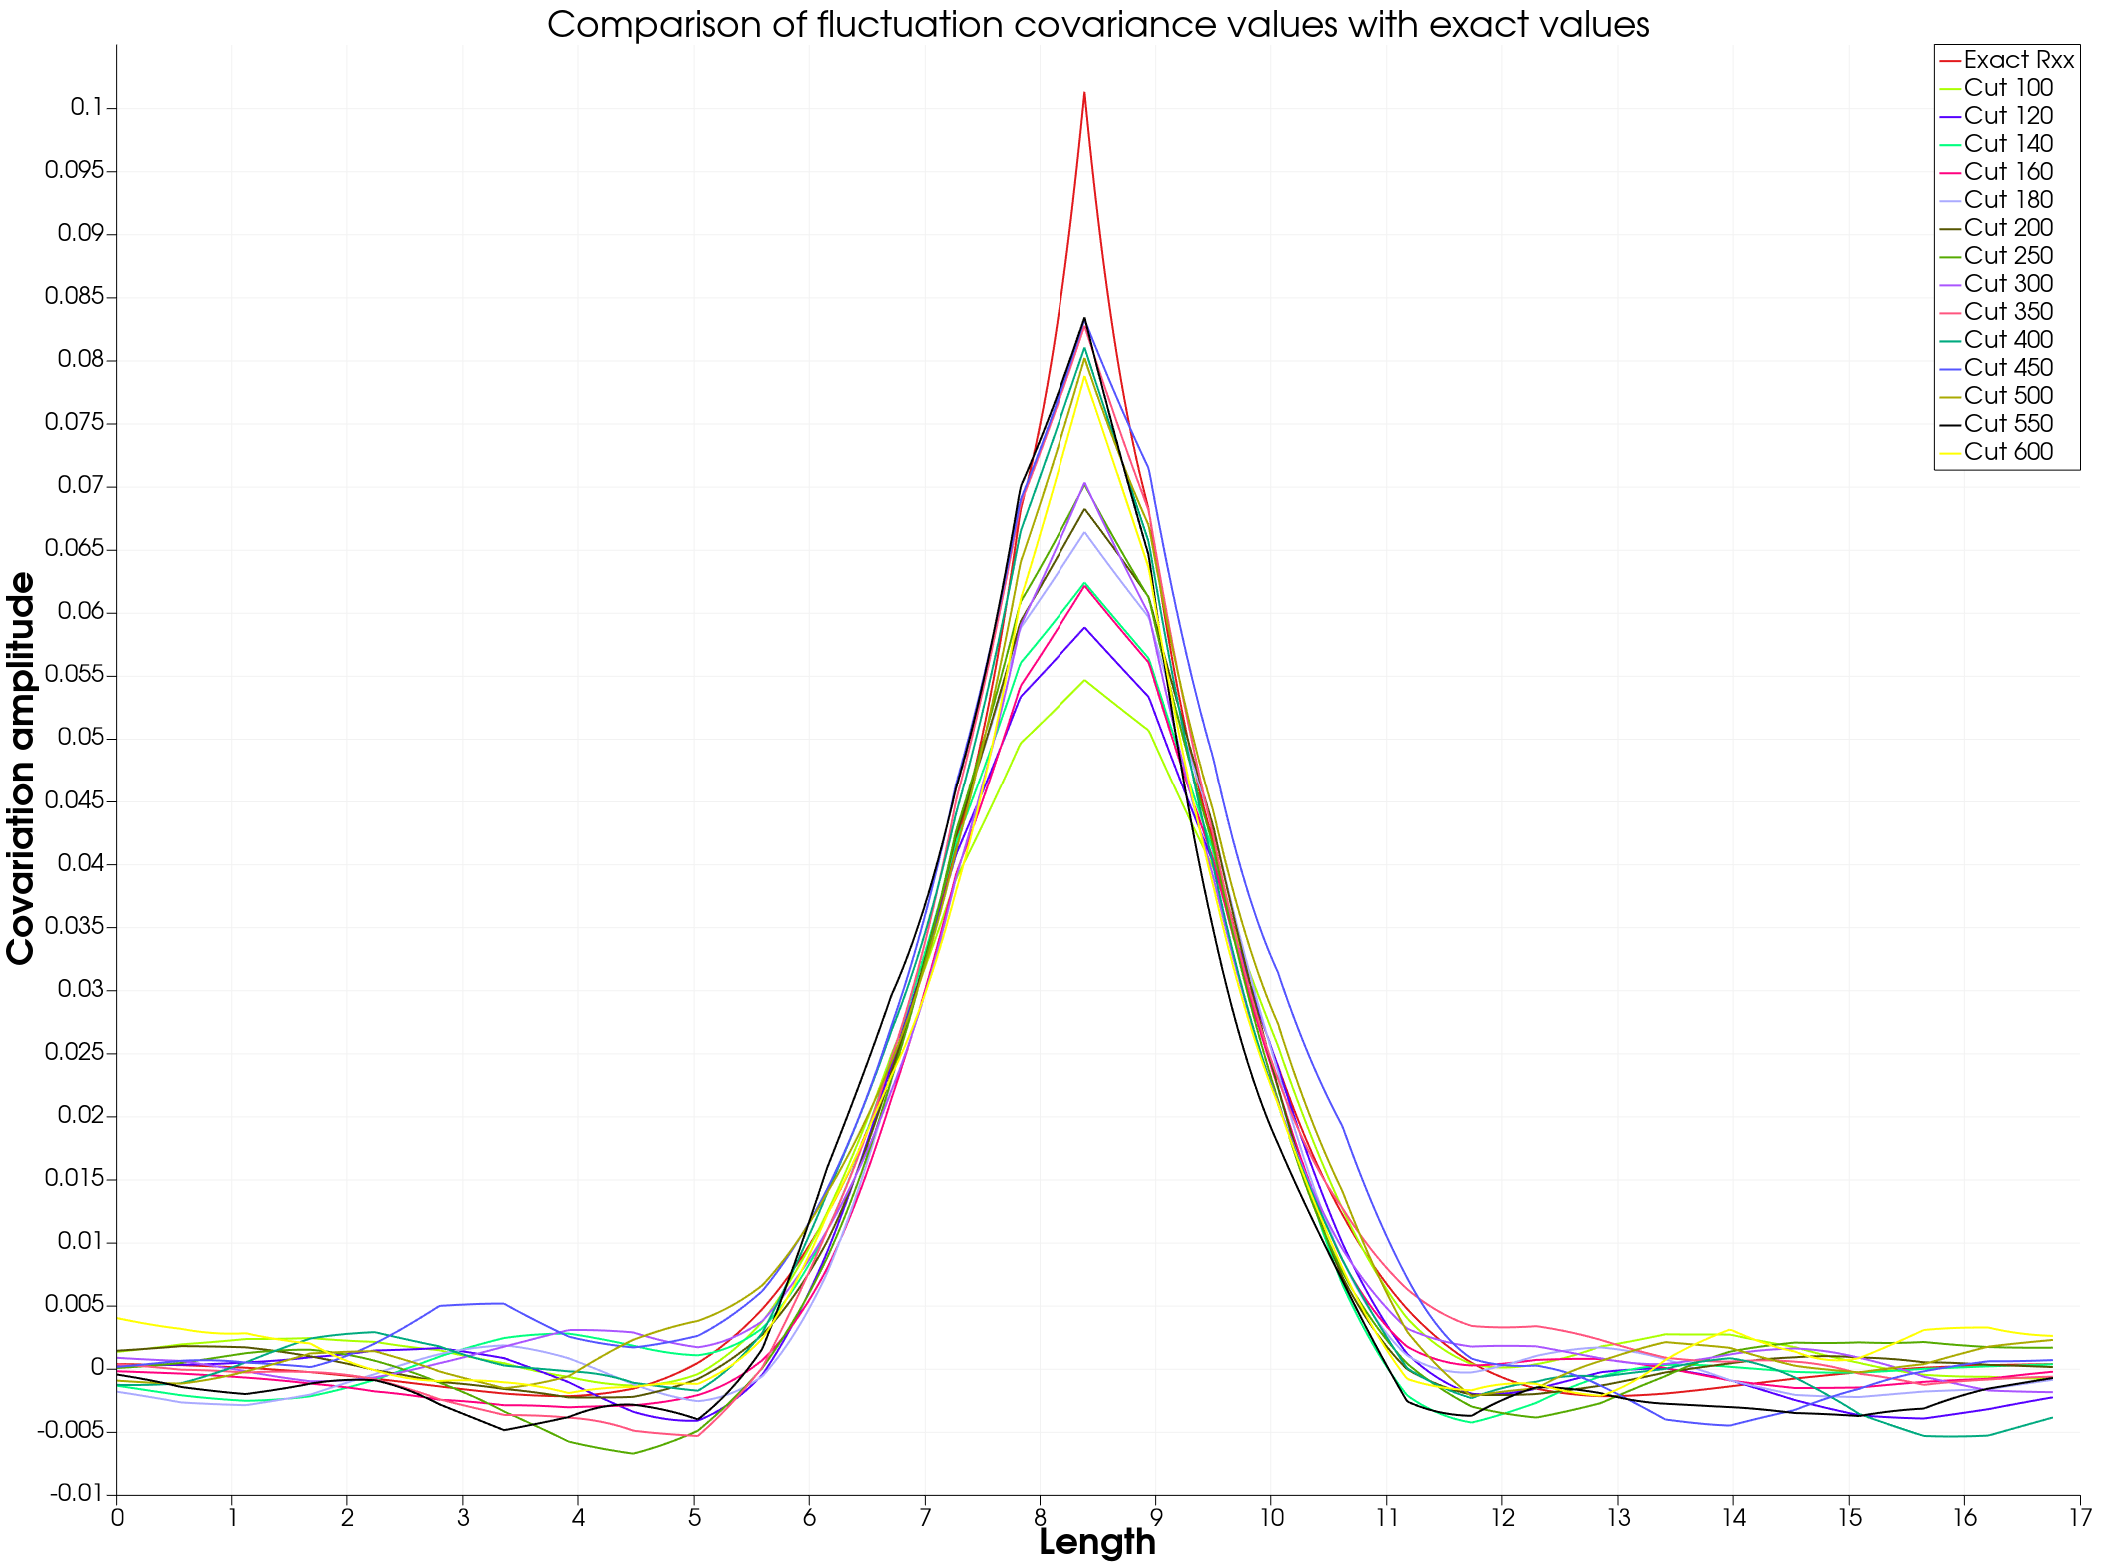 Comparison of fluctuation covariance values with exact values
Exact Rxx
Cut 100
Cut 120
Cut 140
Cut 160
Cut 180
Cut 200
Cut 250
Cut 300
Cut 350
Cut 400
Cut 450
Cut 500
Cut 550
Cut 600
Covariation amplitude
0.1
0.095
0.09
0.085
0.08
0.075
0.07
0.065
0.06
0.055
0.05
0.045
0.04
0.035
0.03
0.025
0.02
0.015
0.01
0.005
0
-0.005
-0.01
0 1 2 3 4 5 6 7 8 9 10 11 12 13 14 15 16 17
Length